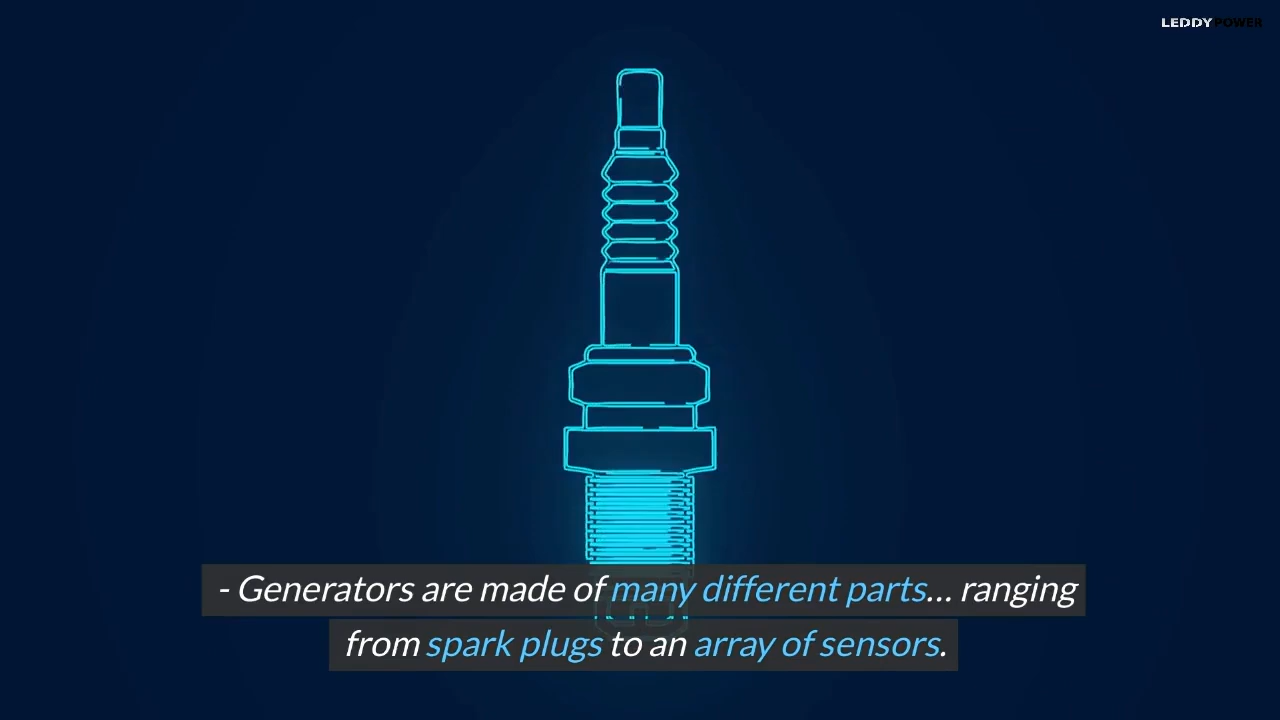 LEDDY POWER
- Generators are made of many different parts... ranging
from spark plugs to an array of sensors.